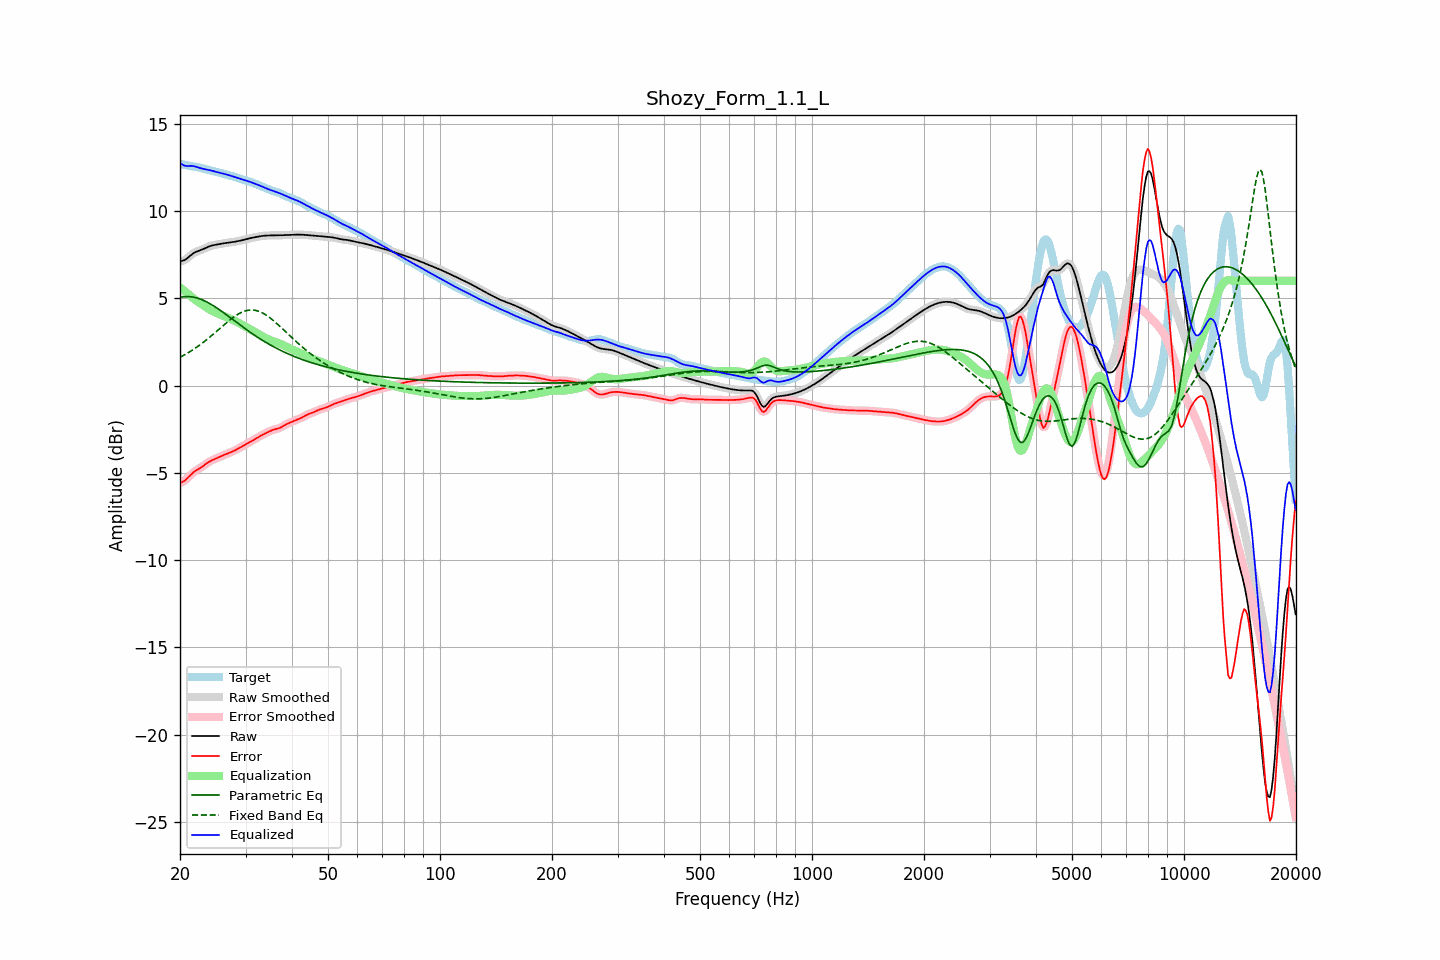 Shozy_Form_1.1_L
15
10
5
0
−5
−10
−15
−20
−25
Amplitude (dBr)
Target
Raw Smoothed
Error Smoothed
Raw
Error
Equalization
Parametric Eq
Fixed Band Eq
Equalized
20 50 100 200 500 1000 2000 5000 10000 20000
Frequency (Hz)